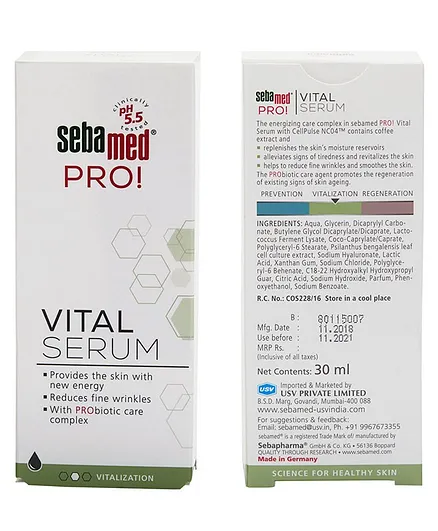 clinically
pH
5.5
tested
sebamed®
PRO!
VITAL
SERUM
▪ Provides the skin with
new energy
▪ Reduces fine wrinkles
▪ With PRObiotic care
complex
VITALIZATION
sebamed®
PRO!
VITAL
SERUM
The energizing care complex in sebamed PRO! Vital
Serum with CellPulse NC04™ contains coffee
extract and
▪ replenishes the skin's moisture reservoirs
▪ alleviates signs of tiredness and revitalizes the skin
▪ helps to reduce fine wrinkles and smoothes the skin.
The PRObiotic care agent promotes the regeneration
of existing signs of skin ageing.
PREVENTION VITALIZATION REGENERATION
INGREDIENTS: Aqua, Glycerin, Dicaprylyl Carbo-
nate, Butylene Glycol Dicaprylate/Dicaprate, Lacto-
coccus Ferment Lysate, Coco-Caprylate/Caprate,
Polyglyceryl-6 Stearate, Psilanthus bengalensis leaf
cell culture extract, Sodium Hyaluronate, Lactic
Acid, Xanthan Gum, Sodium Chloride, Polyglyce-
ryl-6 Behenate, C18-22 Hydroxyalkyl Hydroxypropyl
Guar, Citric Acid, Sodium Hydroxide, Parfum, Phen-
oxyethanol, Sodium Benzoate.
R.C. No.: COS228/16 Store in a cool place
B : 80115007
Mfg. Date : 11.2018
Use before : 11.2021
MRP Rs. :
(Inclusive of all taxes)
Net Contents: 30 ml
USV
Imported & Marketed by
USV PRIVATE LIMITED
B.S.D. Marg, Govandi, Mumbai-400 088
www.sebamed-usvindia.com
For suggestions & feedback:
Email: sebamed@usv.in, Ph. +91 9967673355
sebamed® is a registered Trade Mark of/ manufactured by
Sebapharma® GmbH & Co. KG • 56136 Boppard
QUALITY THROUGH RESEARCH • www.sebamed.com
Made in Germany
SCIENCE FOR HEALTHY SKIN